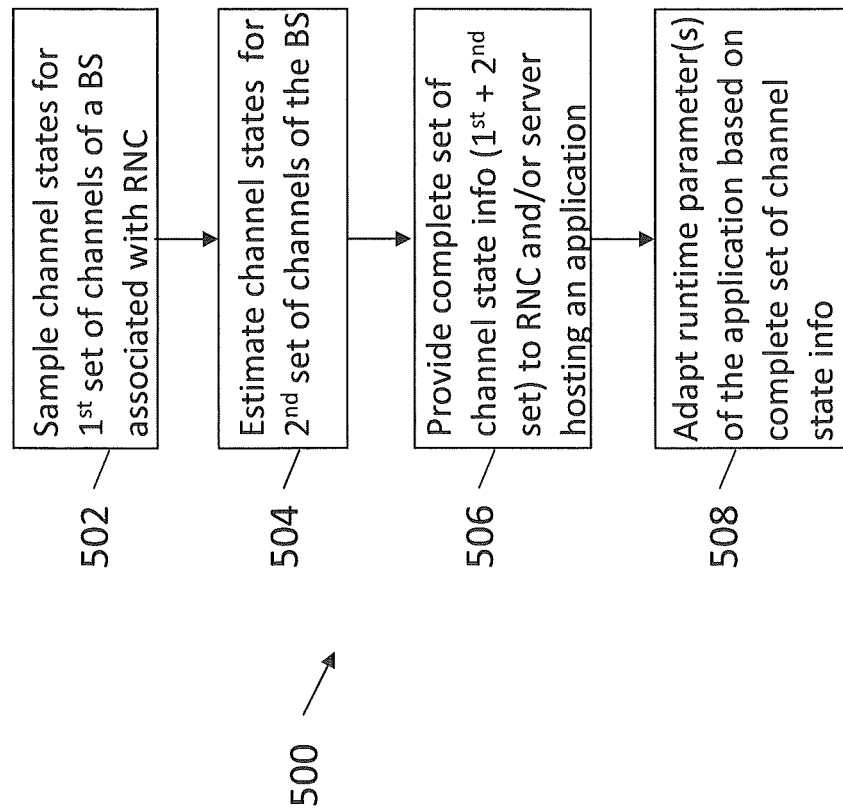 500
502
Sample channel states for
1st set of channels of a BS
associated with RNC
504
Estimate channel states for
2nd set of channels of the BS
506
Provide complete set of
channel state info (1st + 2nd
set) to RNC and/or server
hosting an application
508
Adapt runtime parameter(s)
of the application based on
complete set of channel
state info